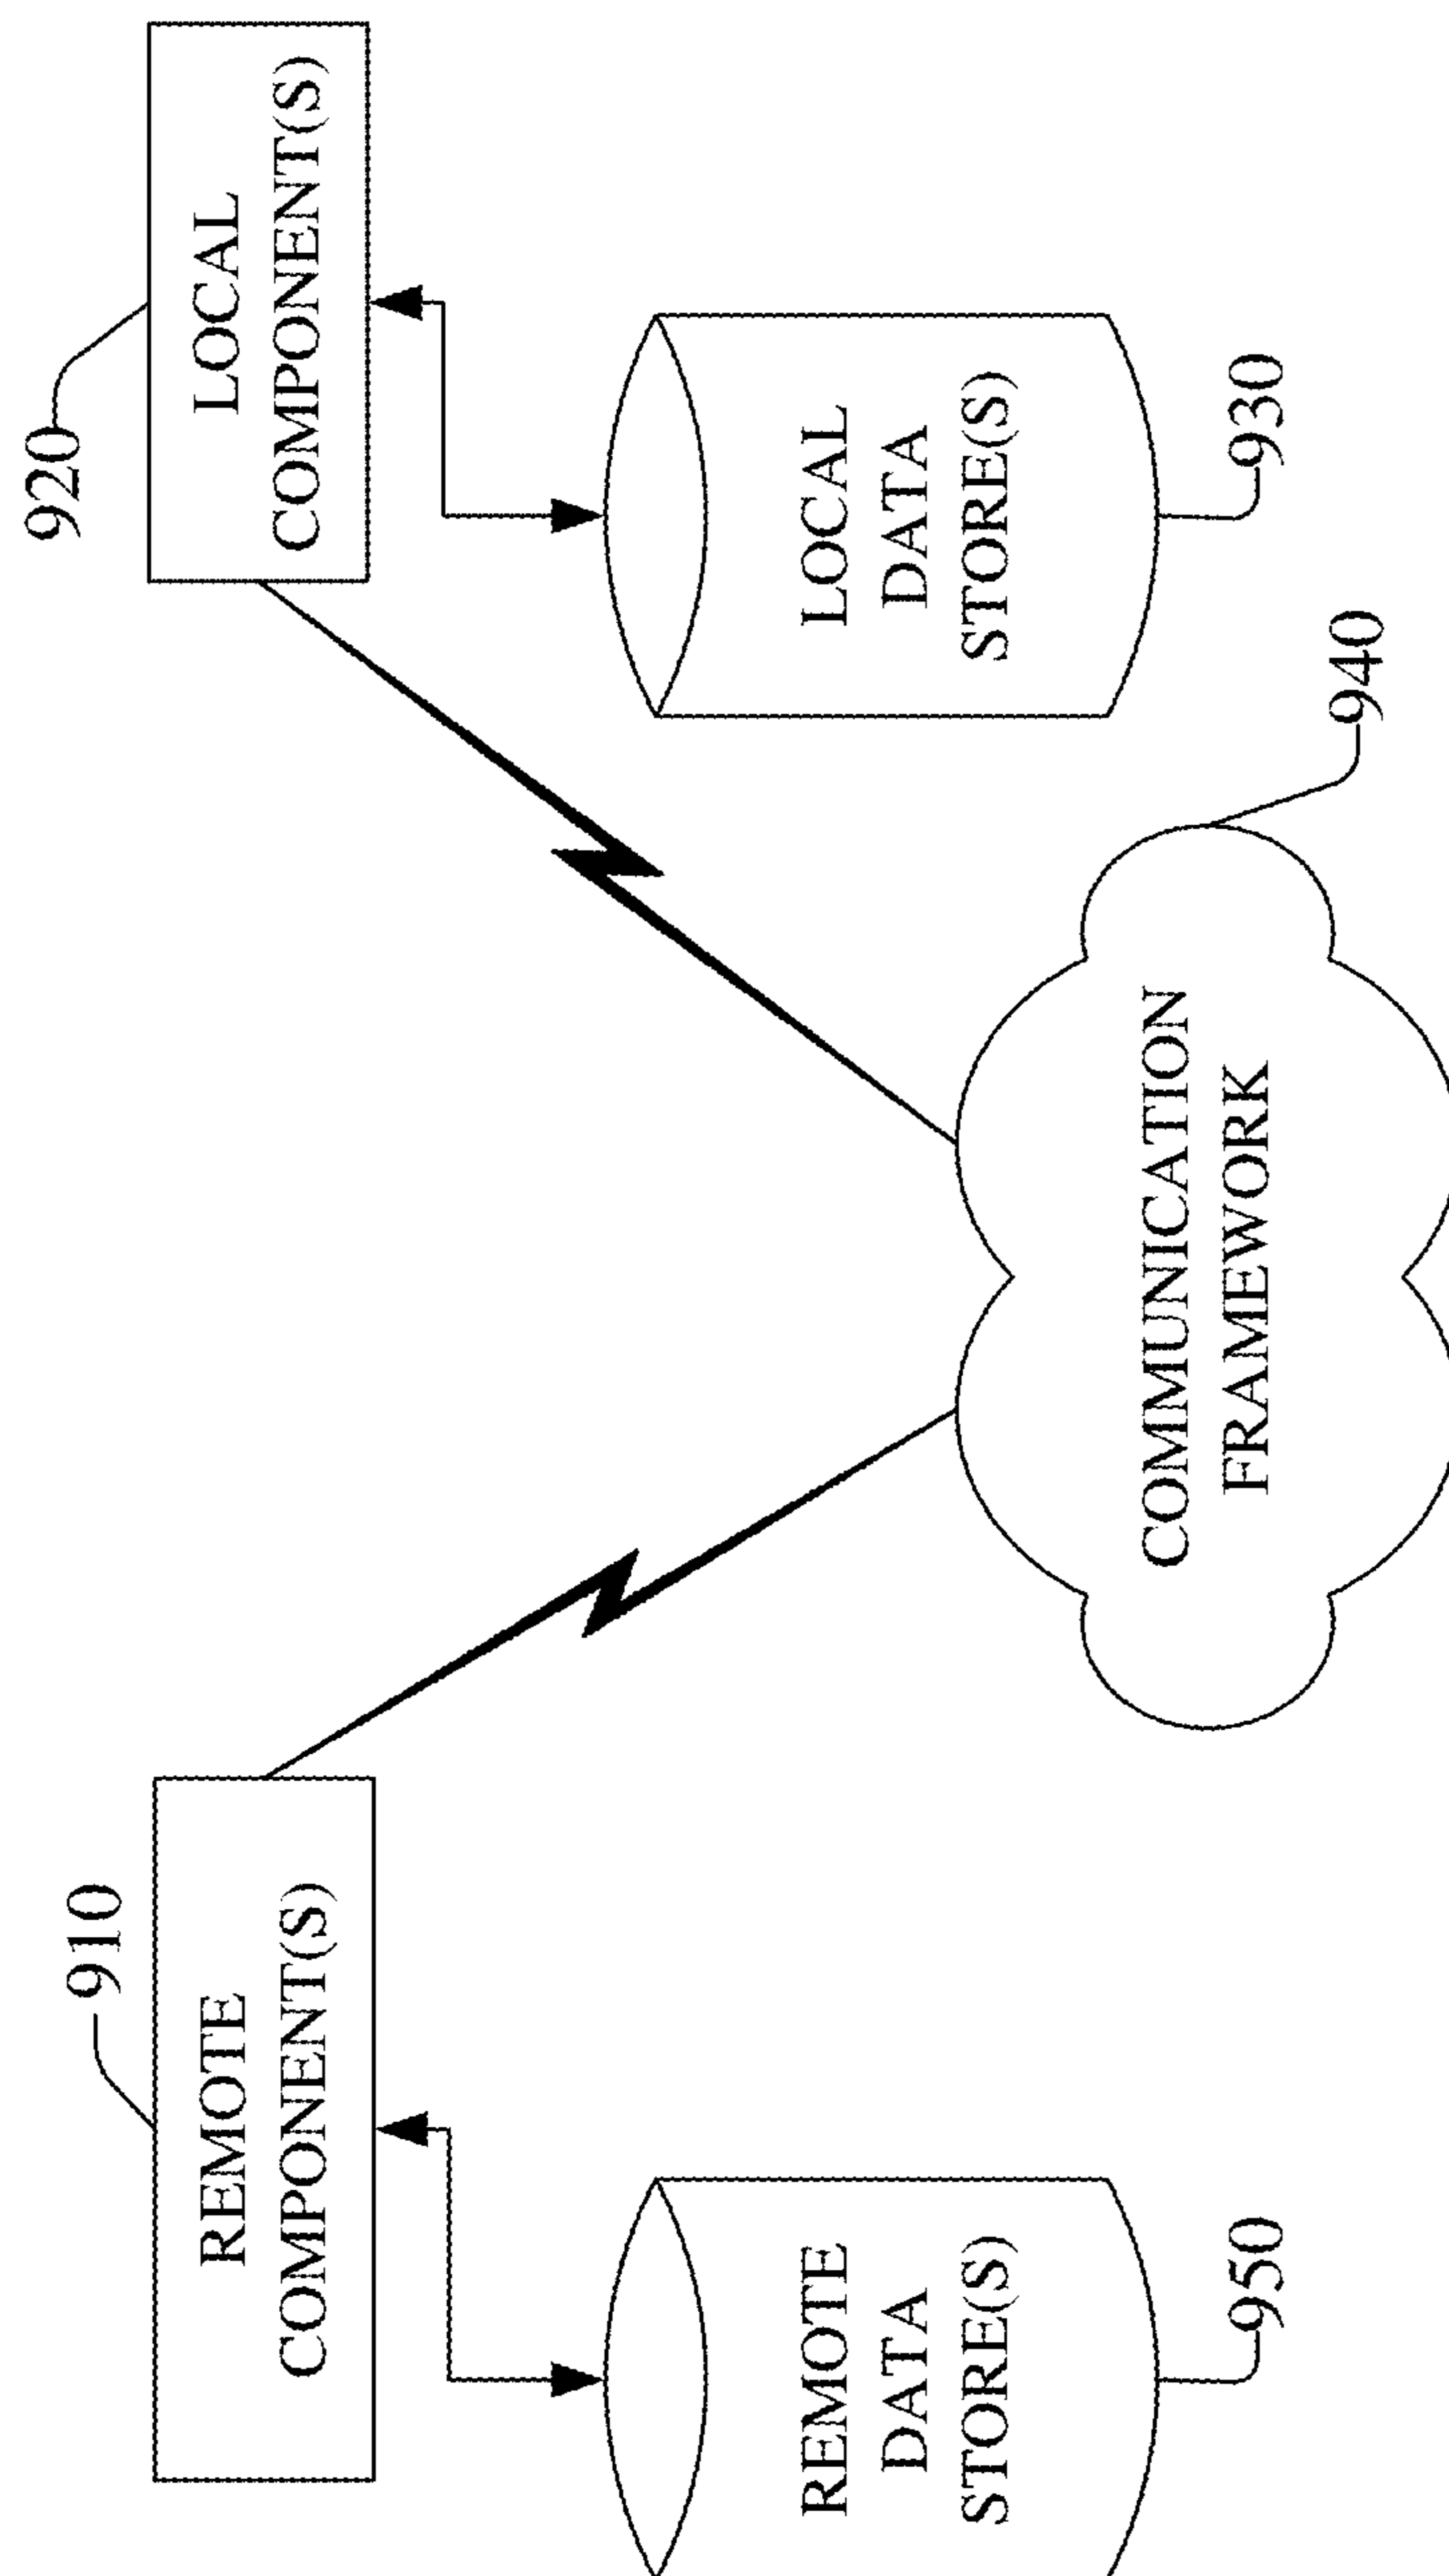 910
REMOTE
COMPONENT(S)
920
LOCAL
COMPONENT(S)
REMOTE
DATA
STORE(S)
950
COMMUNICATION
FRAMEWORK
940
LOCAL
DATA
STORE(S)
930